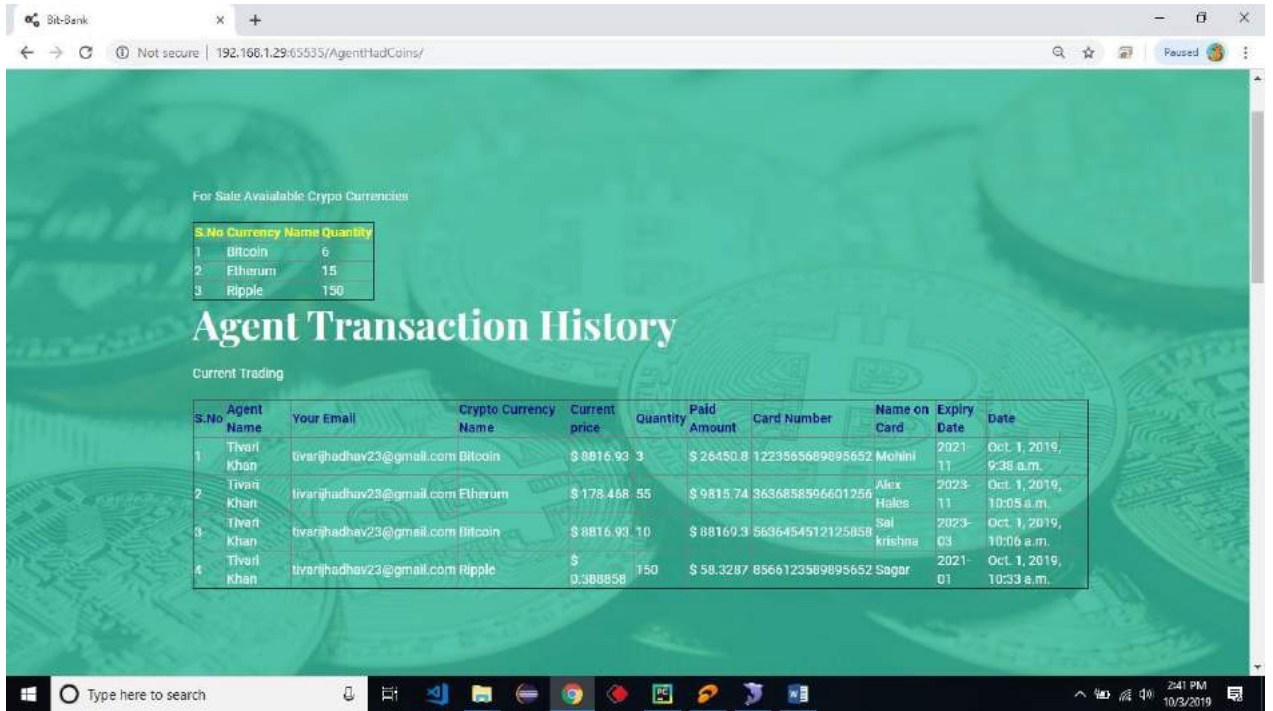 Bit-Bank
Not secure | 192.168.1.29:65535/AgentHadCoins/
Paused
For Sale Avaialable Crypo Currencies
S.No Currency Name Quantity
1 Bitcoin 6
2 Etherum 15
3 Ripple 150
Agent Transaction History
Current Trading
S.No Agent Name Your Email Crypto Currency Name Current price Quantity Paid Amount Card Number Name on Card Expiry Date Date
1 Tivari Khan tivarijhadhav23@gmail.com Bitcoin $ 8816.93 3 $ 26450.8 1223565689895652 Mohini 2021-11 Oct. 1, 2019, 9:38 a.m.
2 Tivari Khan tivarijhadhav23@gmail.com Etherum $ 178.468 55 $ 9815.74 3636858596601256 Alex Hales 2023-11 Oct. 1, 2019, 10:05 a.m.
3 Tivari Khan tivarijhadhav23@gmail.com Bitcoin $ 8816.93 10 $ 88169.3 5636454512125858 Sai krishna 2023-03 Oct. 1, 2019, 10:06 a.m.
4 Tivari Khan tivarijhadhav23@gmail.com Ripple $ 0.388858 150 $ 58.3287 8566123589895652 Sagar 2021-01 Oct. 1, 2019, 10:33 a.m.
Type here to search
2:41 PM
10/3/2019